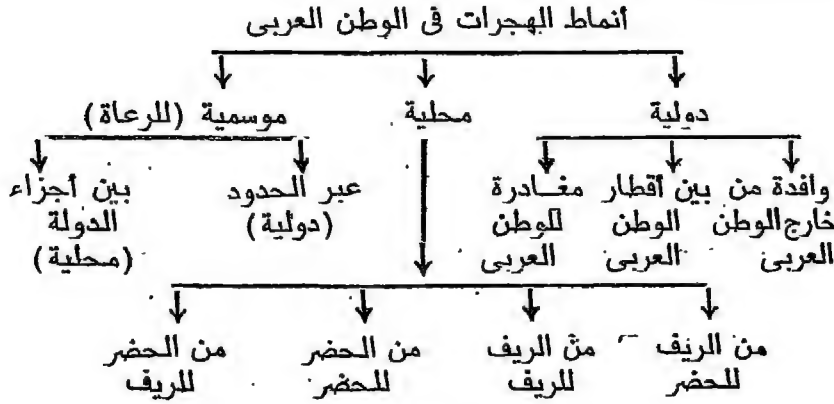 أنماط الهجرات فى الوطن العربى
دولية محلية موسمية (للرعاة)
وافدة من خارج الوطن العربى
بين أقطار الوطن العربى
مغادرة للوطن العربى
عبر الحدود (دولية)
بين أجزاء الدولة (محلية)
من الريف للحضر
من الريف للريف
من الحضر للحضر
من الحضر للريف